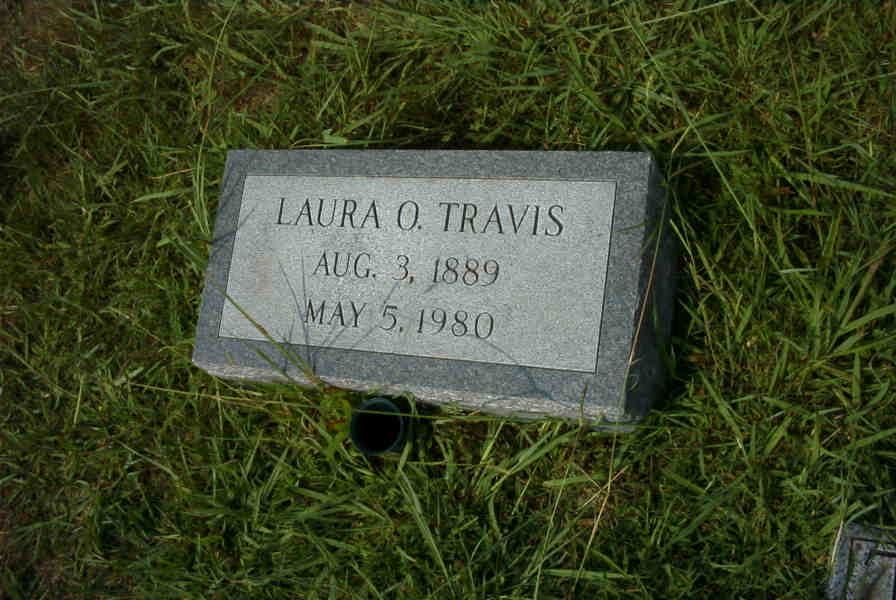 LAURA O. TRAVIS
AUG. 3, 1889
MAY 5, 1980